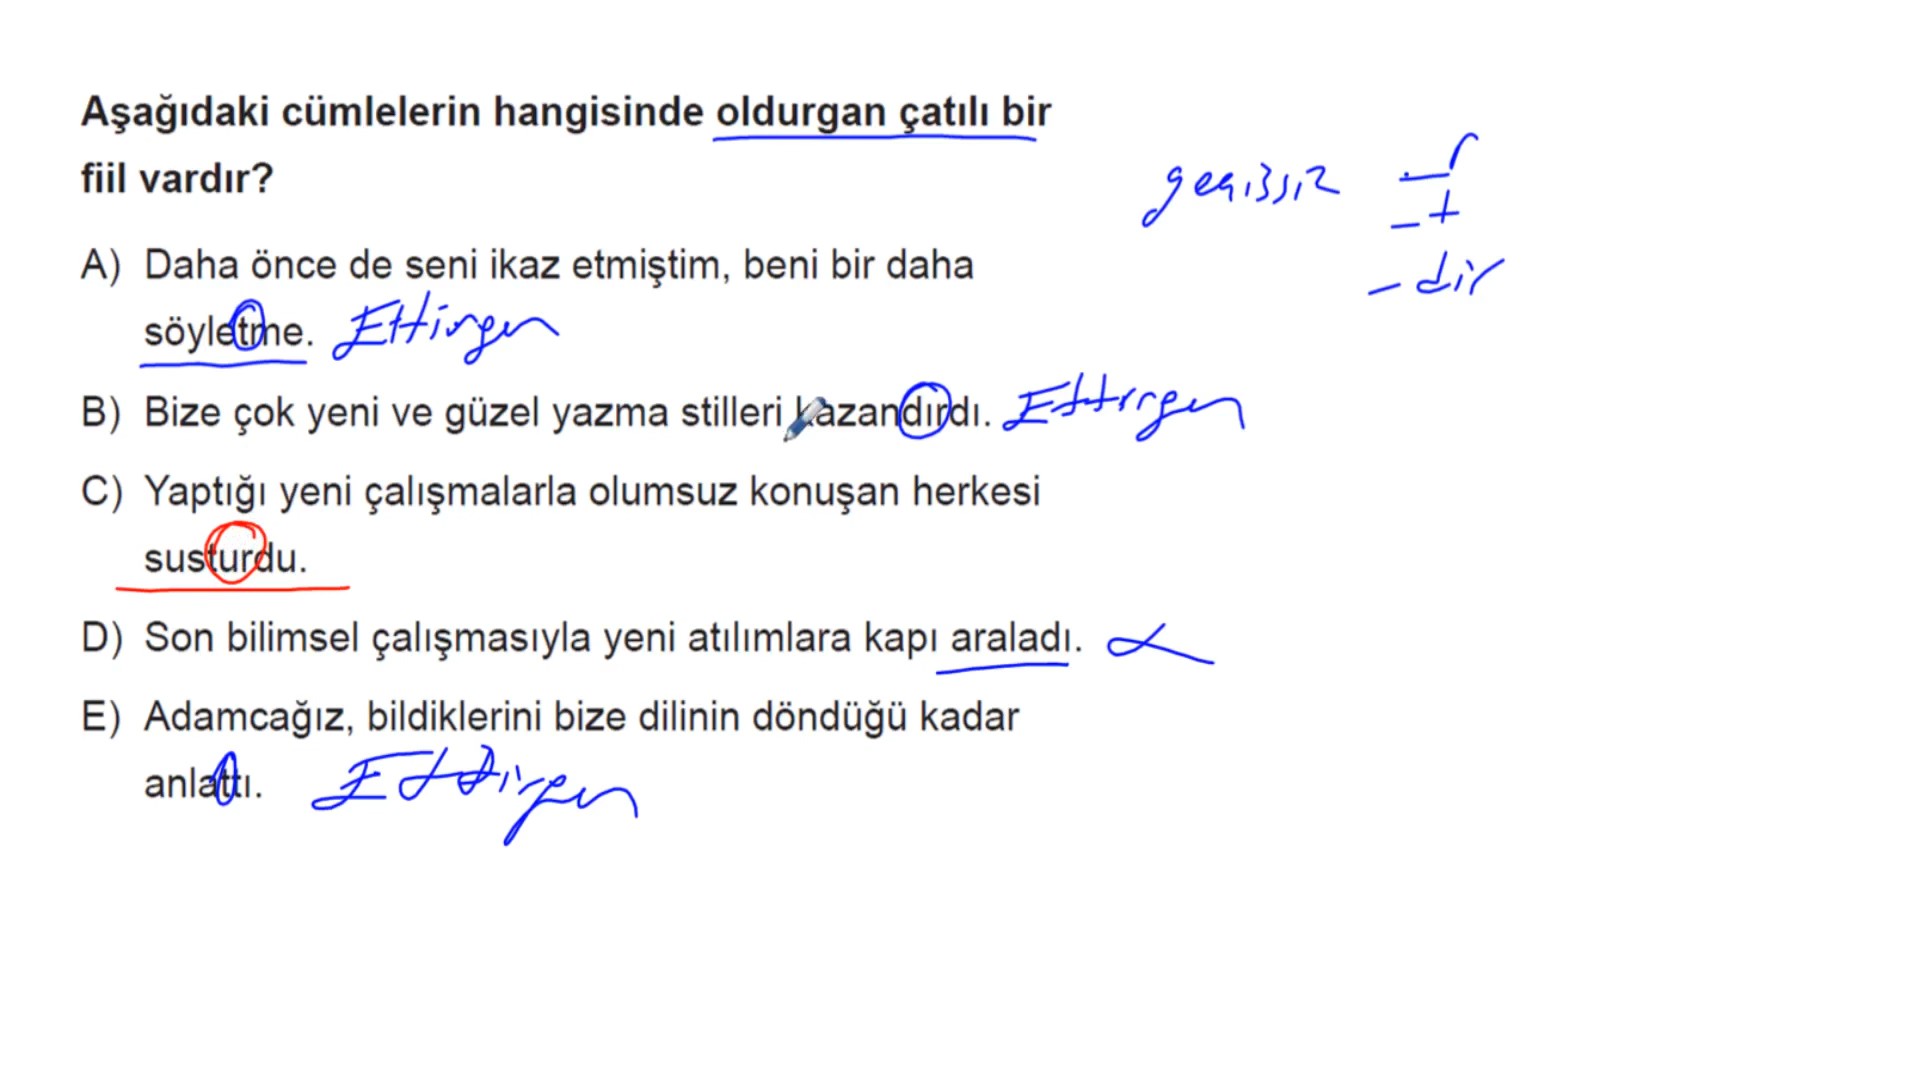 Aşağıdaki cümlelerin hangisinde oldurgan çatılı bir
fiil vardır?
geçişsiz -r
-t
-dir
A) Daha önce de seni ikaz etmiştim, beni bir daha
söyletme. Ettirgen
B) Bize çok yeni ve güzel yazma stilleri kazandırdı. Ettirgen
C) Yaptığı yeni çalışmalarla olumsuz konuşan herkesi
susturdu.
D) Son bilimsel çalışmasıyla yeni atılımlara kapı araladı.
E) Adamcağız, bildiklerini bize dilinin döndüğü kadar
anlattı. Ettirgen